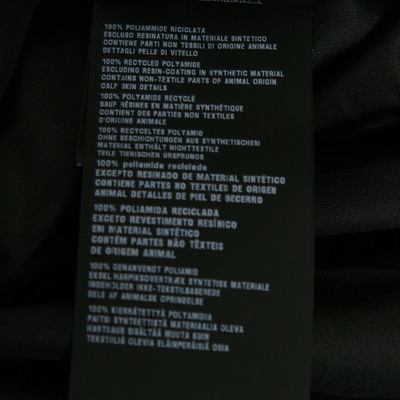 100% POLIAMMIDE RICICLATA
ESCLUSO RESINATURA IN MATERIALE SINTETICO
CONTIENE PARTI NON TESSILI DI ORIGINE ANIMALE
DETTAGLI PELLE DI VITELLO
100% RECYCLED POLYAMIDE
EXCLUDING RESIN-COATING IN SYNTHETIC MATERIAL
CONTAINS NON-TEXTILE PARTS OF ANIMAL ORIGIN
CALF SKIN DETAILS
100% POLYAMIDE RECYCLÉ
SAUF RÉSINES EN MATIÈRE SYNTHÉTIQUE
CONTIENT DES PARTIES NON TEXTILES
D'ORIGINE ANIMALE
100% RECYCELTES POLYAMID
OHNE BESCHICHTUNGEN AUS SYNTHETISCHEM
MATERIAL ENTHÄLT NICHTTEXTILE
TEILE TIERISCHEN URSPRUNGS
100% poliamide reciclada
EXCEPTO RESINADO DE MATERIAL SINTÉTICO
CONTIENE PARTES NO TEXTILES DE ORIGEN
ANIMAL DETALLES DE PIEL DE BECERRO
100% POLIAMIDA RECICLADA
EXCETO REVESTIMENTO RESÍNICO
EM MATERIAL SINTÉTICO
CONTÉM PARTES NÃO TÊXTEIS
DE ORIGEM ANIMAL
100% GENANVENDT POLIAMID
EKSKL HARPIKSOVERTRÆK SYNTETISK MATERIALE
INDEHOLDER IKKE-TEKSTILBASEREDE
DELE AF ANIMALSK OPRINDELSE
100% KIERRÄTETTYÄ POLYAMIDIA
PAITSI SYNTEETTISTÄ MATERIAALIA OLEVA
HARTSIAUS SISÄLTÄÄ MUUTA KUIN
TEKSTIILIÄ OLEVIA ELÄINPERÄISIÄ OSIA